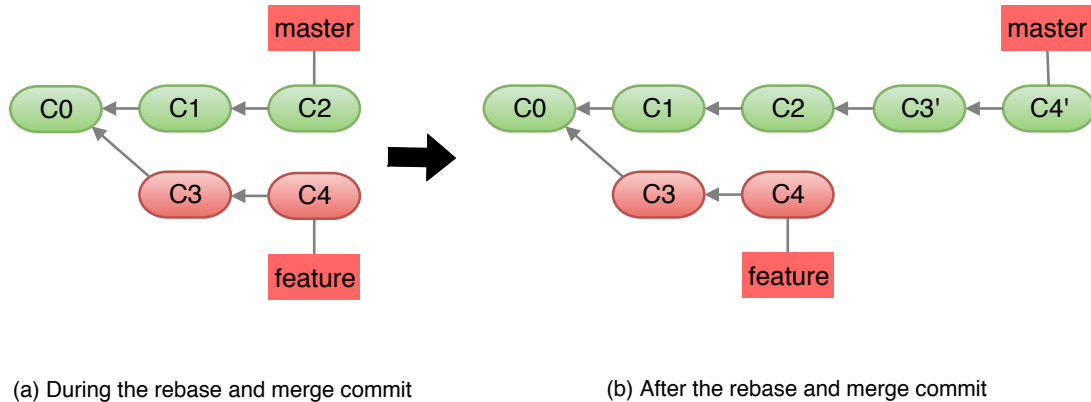 master
master
C0
C1
C2
C0
C1
C2
C3'
C4'
C3
C4
C3
C4
feature
feature
(a) During the rebase and merge commit
(b) After the rebase and merge commit